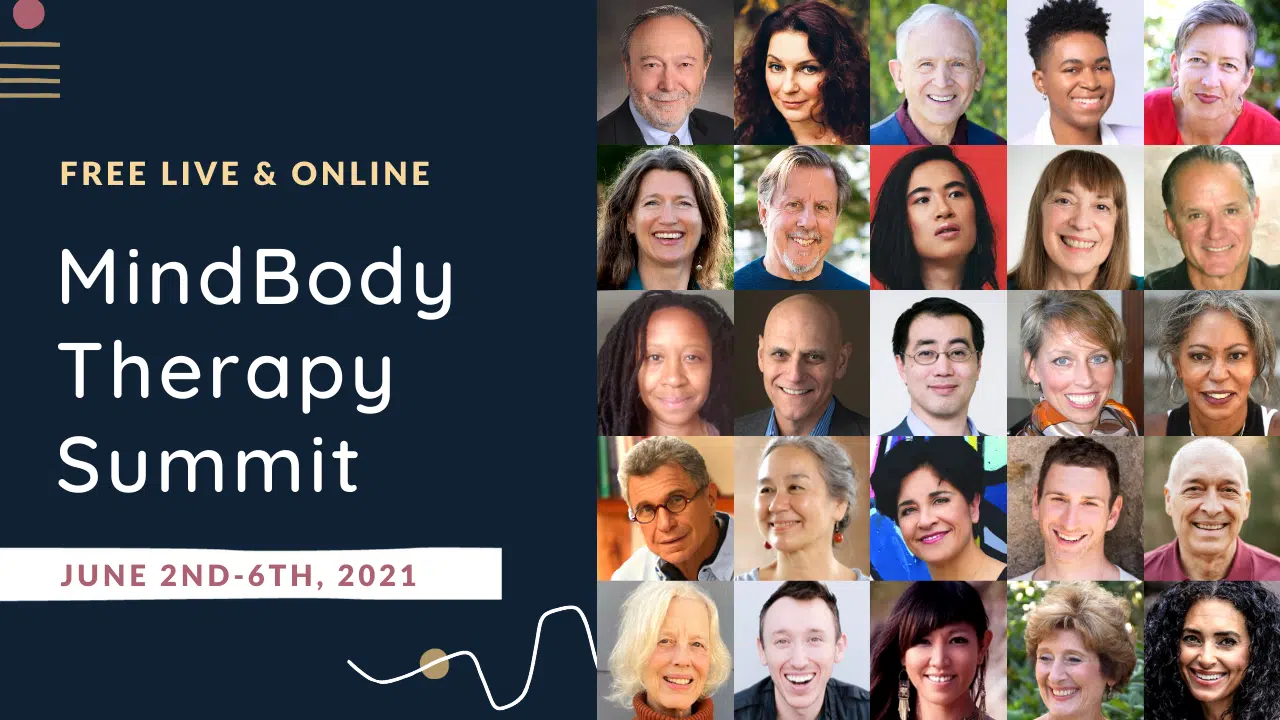 FREE LIVE & ONLINE
MindBody
Therapy
Summit
JUNE 2ND-6TH, 2021